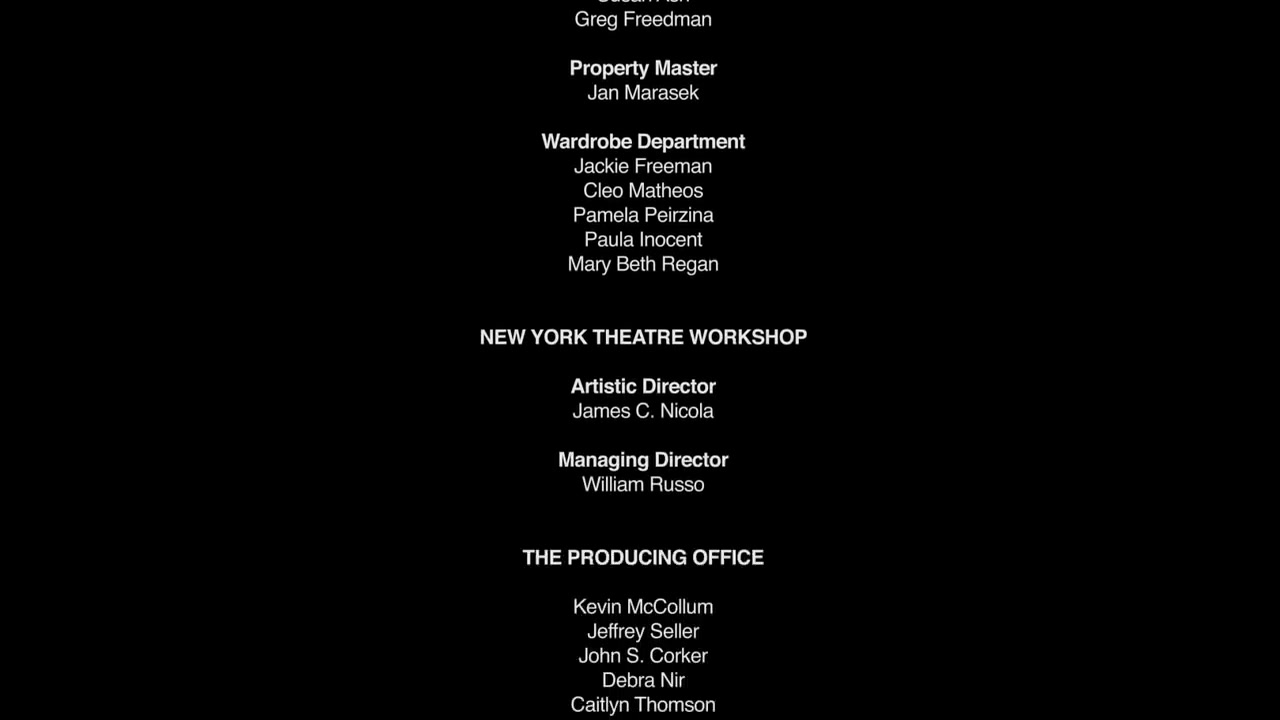 Greg Freedman
Property Master
Jan Marasek
Wardrobe Department
Jackie Freeman
Cleo Matheos
Pamela Peirzina
Paula Inocent
Mary Beth Regan
NEW YORK THEATRE WORKSHOP
Artistic Director
James C. Nicola
Managing Director
William Russo
THE PRODUCING OFFICE
Kevin McCollum
Jeffrey Seller
John S. Corker
Debra Nir
Caitlyn Thomson